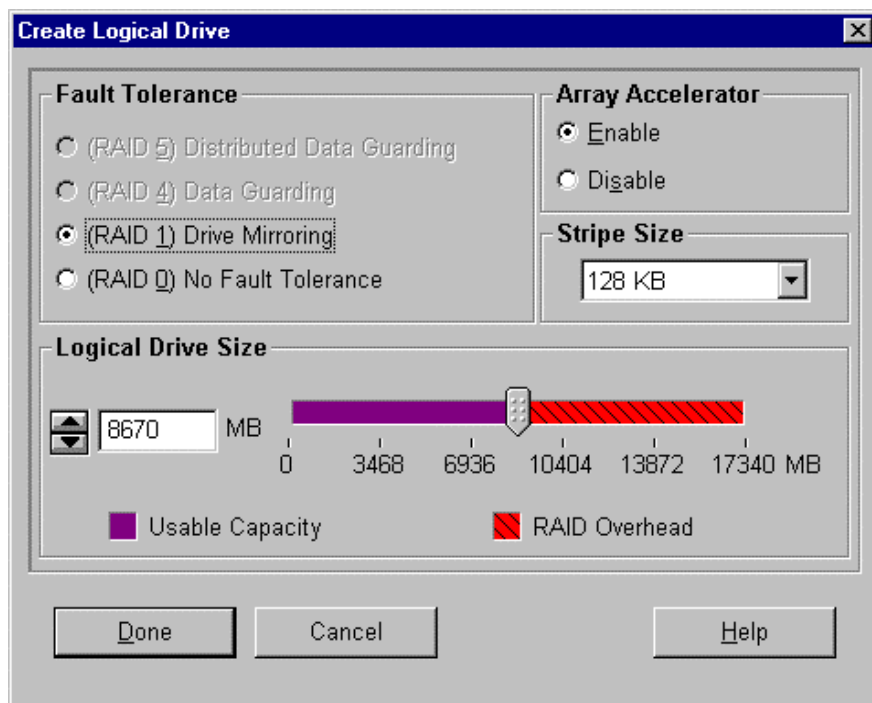 Create Logical Drive
Fault Tolerance
(RAID 5) Distributed Data Guarding
(RAID 4) Data Guarding
(RAID 1) Drive Mirroring
(RAID 0) No Fault Tolerance
Array Accelerator
Enable
Disable
Stripe Size
128 KB
Logical Drive Size
8670 MB
0 3468 6936 10404 13872 17340 MB
Usable Capacity RAID Overhead
Done Cancel Help